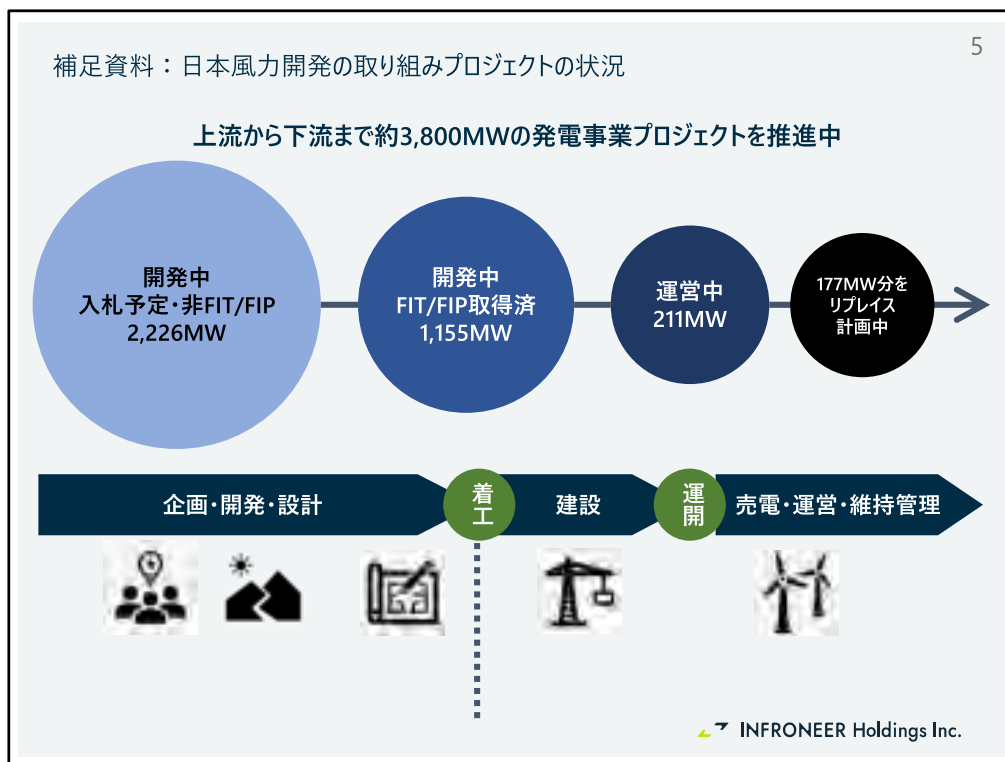 5
補足資料：日本風力開発の取り組みプロジェクトの状況
上流から下流まで約3,800MWの発電事業プロジェクトを推進中
開発中
入札予定・非FIT/FIP
2,226MW
開発中
FIT/FIP取得済
1,155MW
運営中
211MW
177MW分を
リプレイス
計画中
企画・開発・設計
着工
建設
運開
売電・運営・維持管理
INFRONEER Holdings Inc.